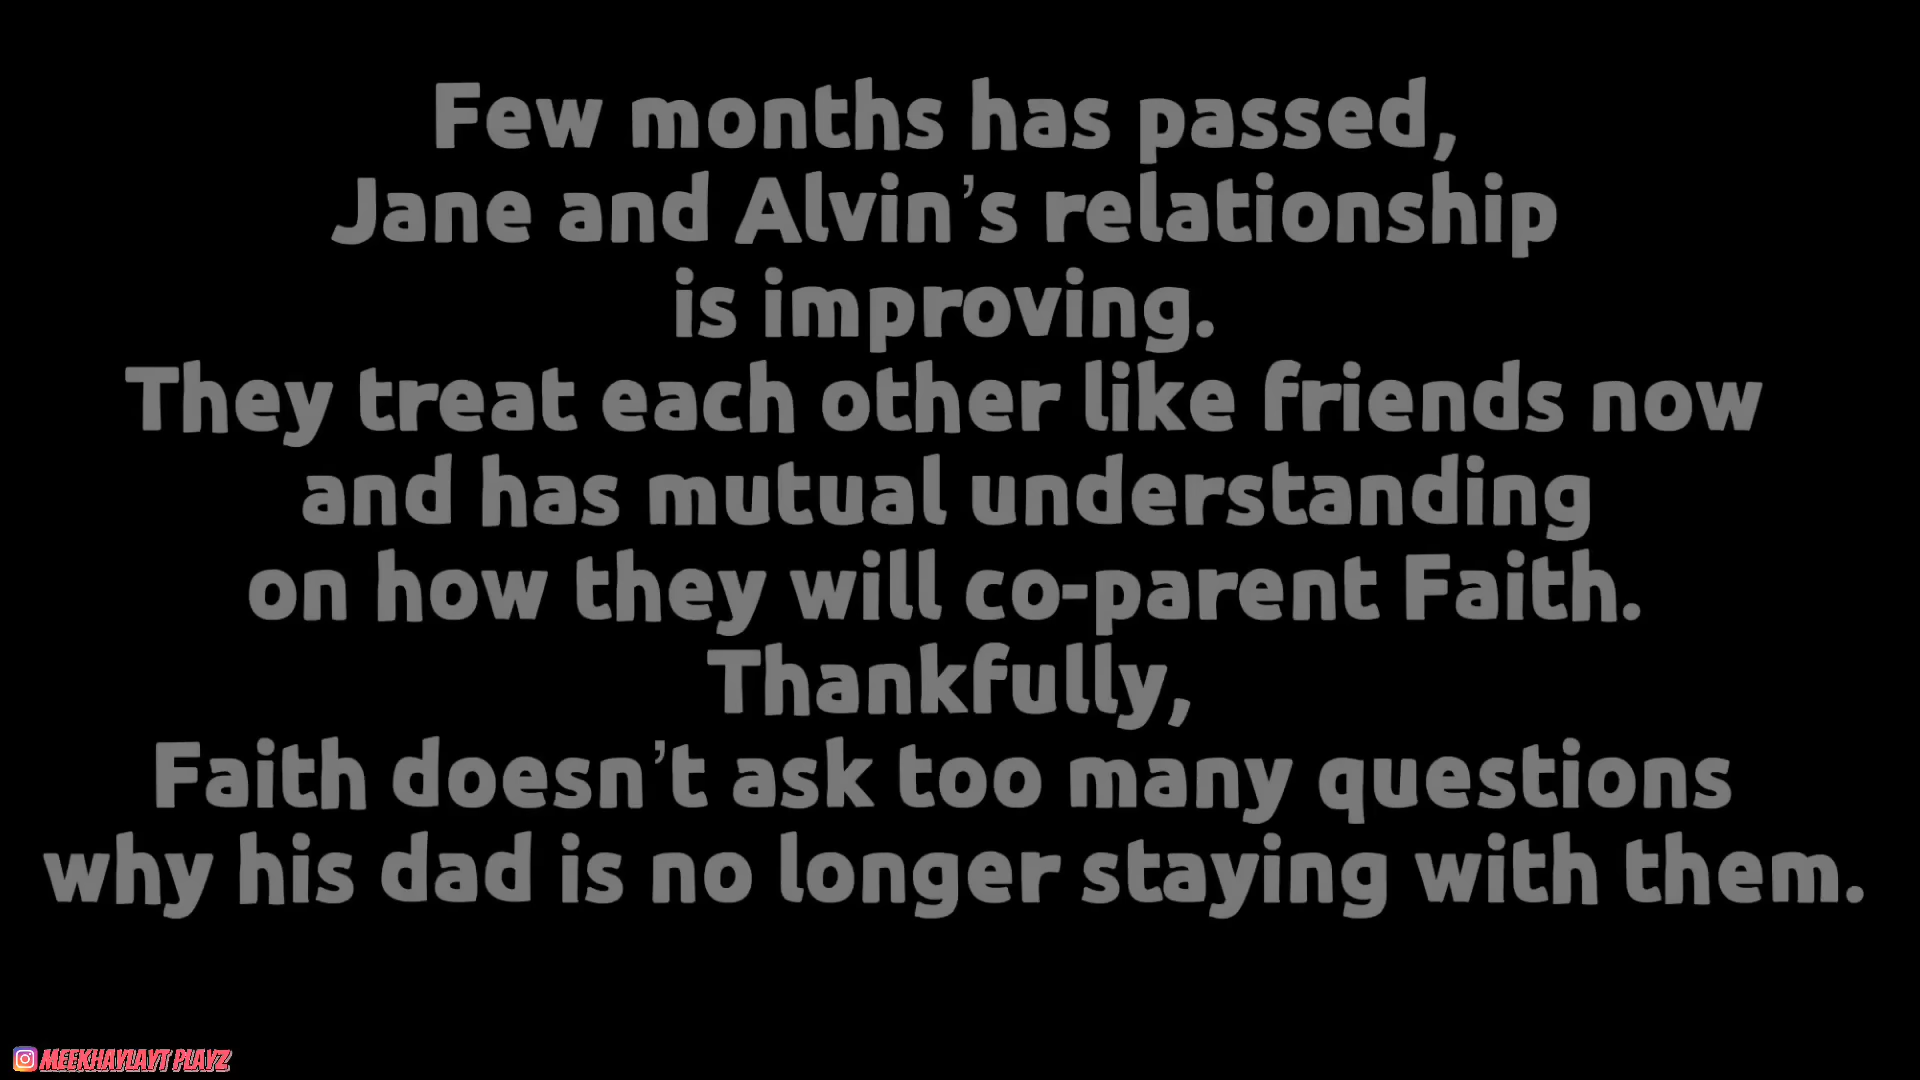 Few months has passed,
Jane and Alvin's relationship
is improving.
They treat each other like friends now
and has mutual understanding
on how they will co-parent Faith.
Thankfully,
Faith doesn't ask too many questions
why his dad is no longer staying with them.
MEEKHAYLAYT PLAYZ